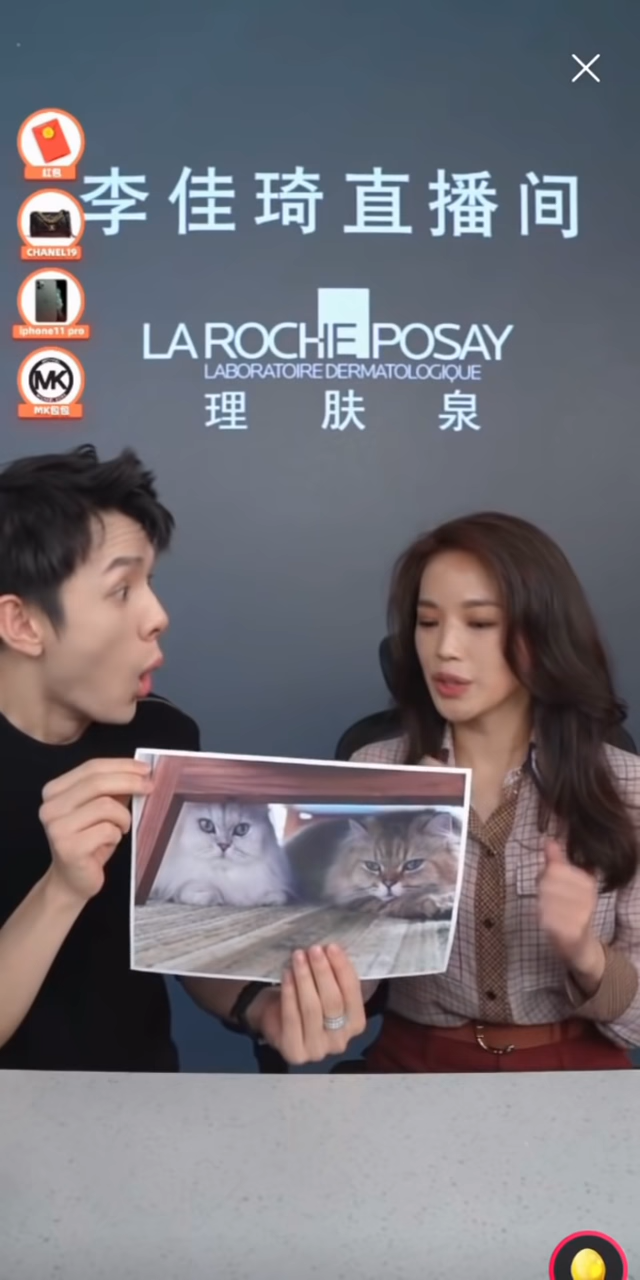 李佳琦直播间
LA ROCHE POSAY
LABORATOIRE DERMATOLOGIQUE
理肤泉
红包
CHANEL19
iphone11 pro
MK
MK包包